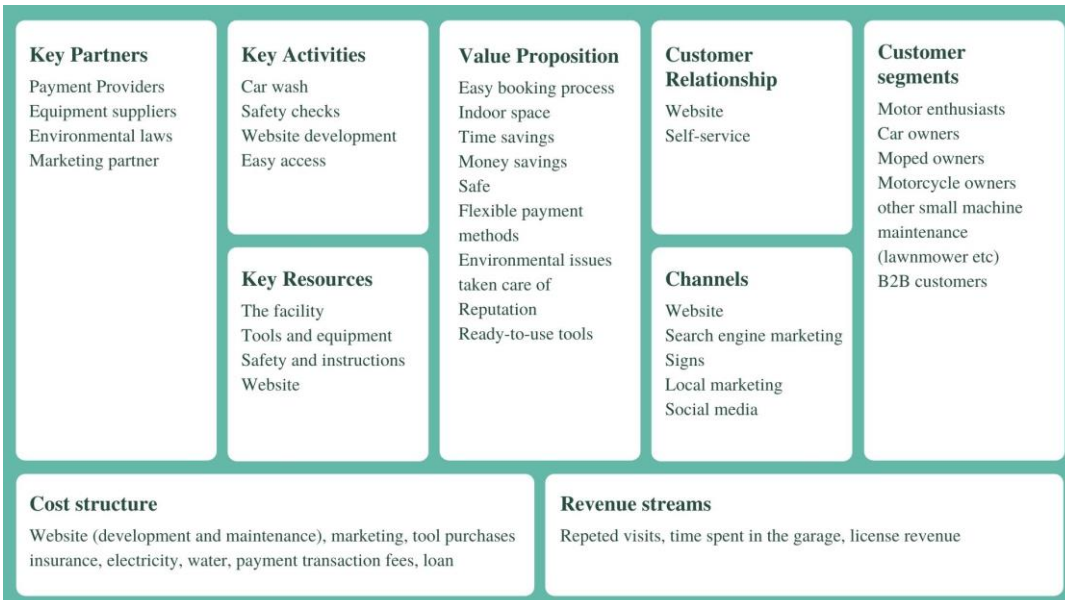 Key Partners
Payment Providers
Equipment suppliers
Environmental laws
Marketing partner
Key Activities
Car wash
Safety checks
Website development
Easy access
Key Resources
The facility
Tools and equipment
Safety and instructions
Website
Value Proposition
Easy booking process
Indoor space
Time savings
Money savings
Safe
Flexible payment
methods
Environmental issues
taken care of
Reputation
Ready-to-use tools
Customer
Relationship
Website
Self-service
Channels
Website
Search engine marketing
Signs
Local marketing
Social media
Customer
segments
Motor enthusiasts
Car owners
Moped owners
Motorcycle owners
other small machine
maintenance
(lawnmower etc)
B2B customers
Cost structure
Website (development and maintenance), marketing, tool purchases
insurance, electricity, water, payment transaction fees, loan
Revenue streams
Repeted visits, time spent in the garage, license revenue